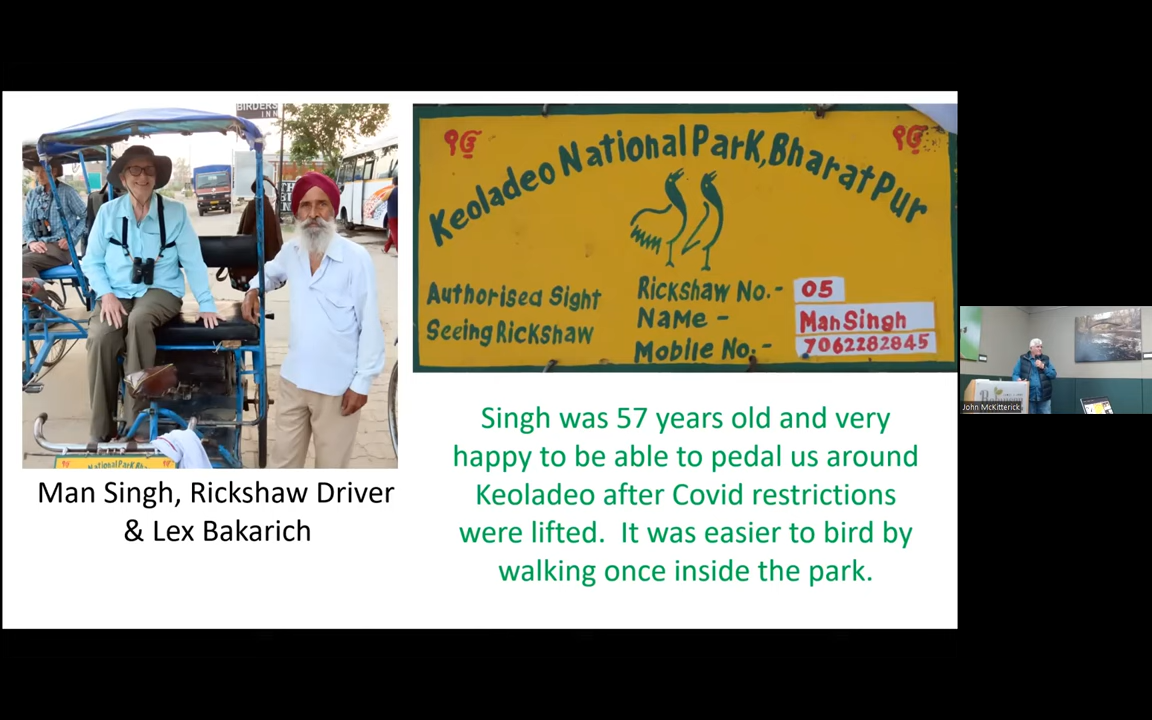 BIRDERS
INN
Man Singh, Rickshaw Driver
& Lex Bakarich
ੴ ੴ
Keoladeo National Park, Bharatpur
Authorised Sight
Seeing Rickshaw
Rickshaw No.- 05
Name - Man Singh
Mobile No.- 7062282845
Singh was 57 years old and very
happy to be able to pedal us around
Keoladeo after Covid restrictions
were lifted.  It was easier to bird by
walking once inside the park.
John McKitterick